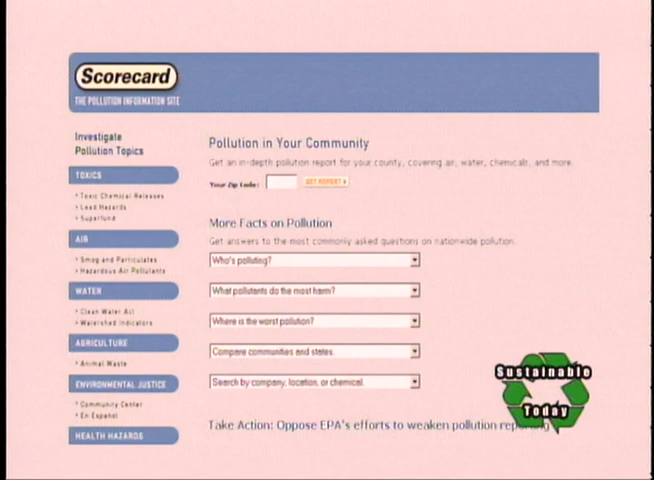 Scorecard
THE POLLUTION INFORMATION SITE
Investigate
Pollution Topics
TOXICS
Toxic Chemical Releases
Lead Hazards
Superfund
AIR
Smog and Particulates
Hazardous Air Pollutants
WATER
Clean Water Act
Watershed Indicators
AGRICULTURE
Animal Waste
ENVIRONMENTAL JUSTICE
Community Center
En Español
HEALTH HAZARDS
Pollution in Your Community
Get an in-depth pollution report for your county, covering air, water, chemicals, and more.
Your Zip Code: GET REPORT
More Facts on Pollution
Get answers to the most commonly asked questions on nationwide pollution.
Who's polluting?
What pollutants do the most harm?
Where is the worst pollution?
Compare communities and states.
Search by company, location, or chemical.
Take Action: Oppose EPA's efforts to weaken pollution
Sustainable
Today